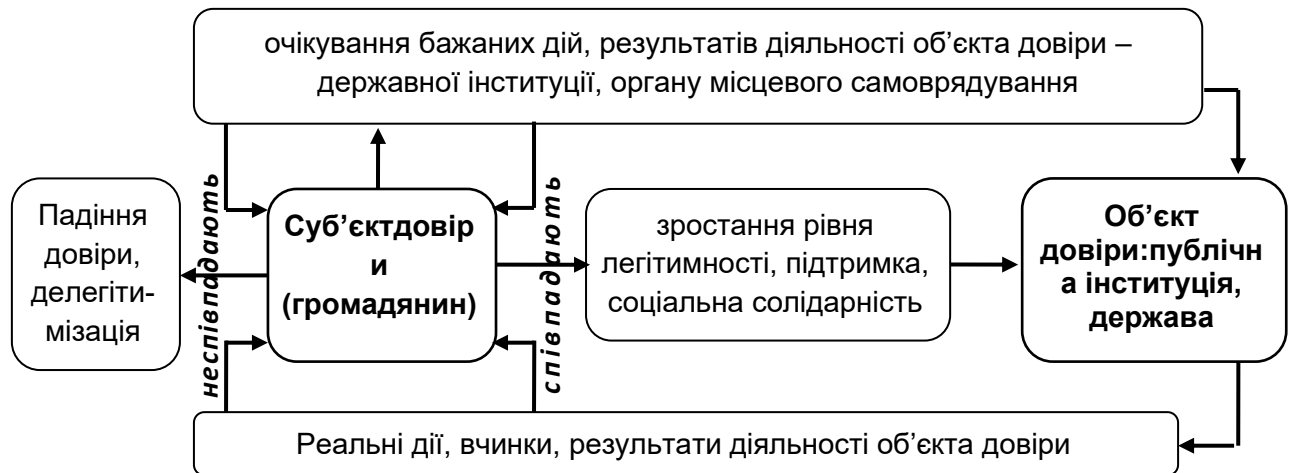 очікування бажаних дій, результатів діяльності об’єкта довіри –
державної інституції, органу місцевого самоврядування
Падіння
довіри,
делегіти-
мізація
неспівпадають
Суб’єктдовір
и
(громадянин)
співпадають
зростання рівня
легітимності, підтримка,
соціальна солідарність
Об’єкт
довіри:публічн
а інституція,
держава
Реальні дії, вчинки, результати діяльності об’єкта довіри